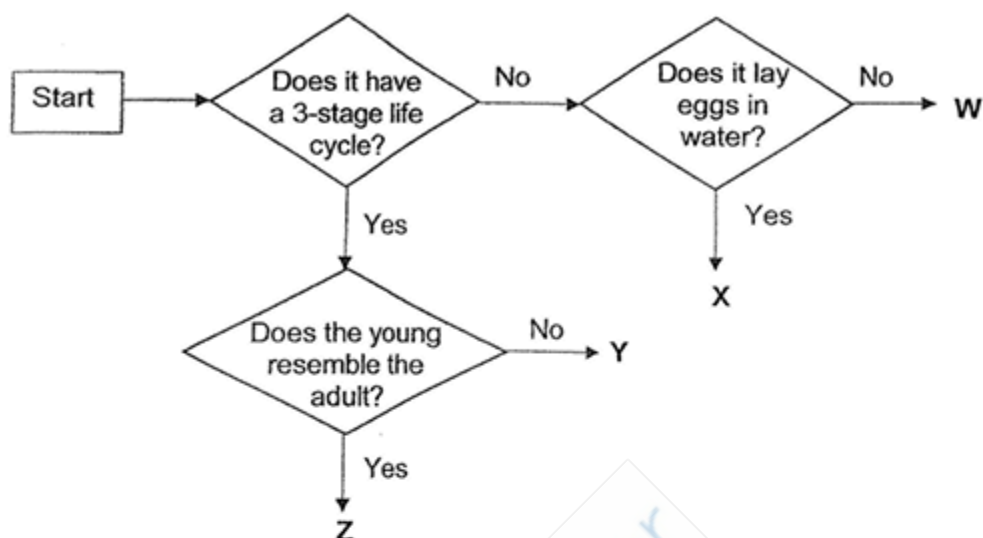 Start
Does it have
a 3-stage life
cycle?
No
Does it lay
eggs in
water?
No
W
Yes
X
Yes
Does the young
resemble the
adult?
No
Y
Yes
Z